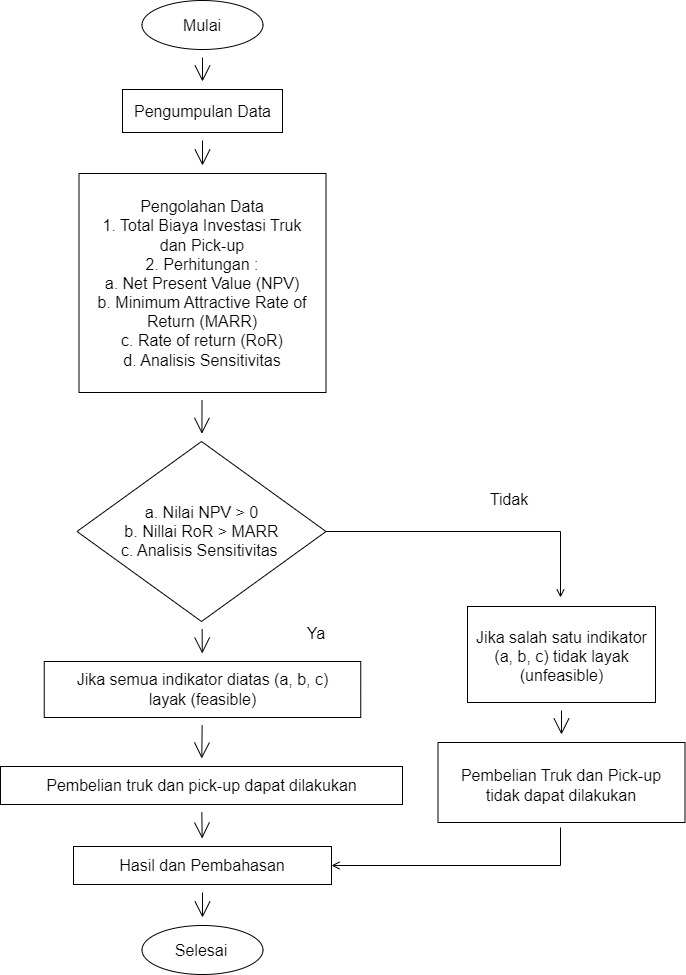 Mulai
Pengumpulan Data
Pengolahan Data
1. Total Biaya Investasi Truk
dan Pick-up
2. Perhitungan :
a. Net Present Value (NPV)
b. Minimum Attractive Rate of
Return (MARR)
c. Rate of return (RoR)
d. Analisis Sensitivitas
a. Nilai NPV > 0
b. Nillai RoR > MARR
c. Analisis Sensitivitas
Tidak
Ya
Jika semua indikator diatas (a, b, c)
layak (feasible)
Jika salah satu indikator
(a, b, c) tidak layak
(unfeasible)
Pembelian truk dan pick-up dapat dilakukan
Pembelian Truk dan Pick-up
tidak dapat dilakukan
Hasil dan Pembahasan
Selesai